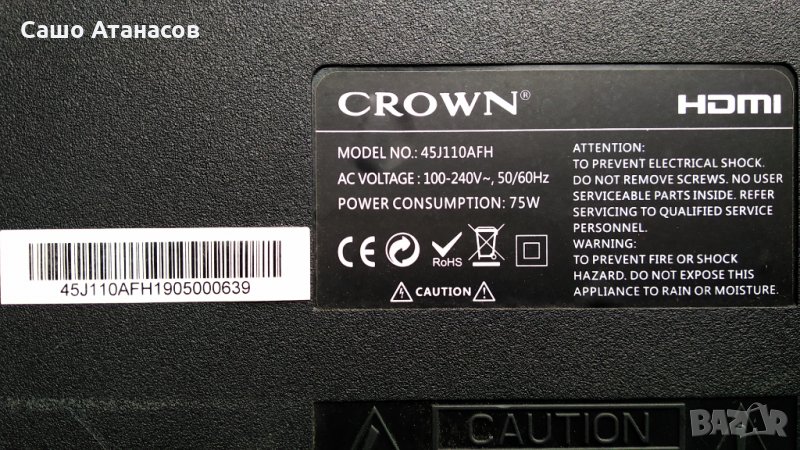 Сашо Атанасов
CROWN®
HDMI
MODEL NO.: 45J110AFH
AC VOLTAGE : 100-240V~, 50/60Hz
POWER CONSUMPTION: 75W
CE
RoHS
CAUTION
ATTENTION:
TO PREVENT ELECTRICAL SHOCK.
DO NOT REMOVE SCREWS. NO USER
SERVICEABLE PARTS INSIDE. REFER
SERVICING TO QUALIFIED SERVICE
PERSONNEL.
WARNING:
TO PREVENT FIRE OR SHOCK
HAZARD. DO NOT EXPOSE THIS
APPLIANCE TO RAIN OR MOISTURE.
45J110AFH1905000639
CAUTION
BAZAR